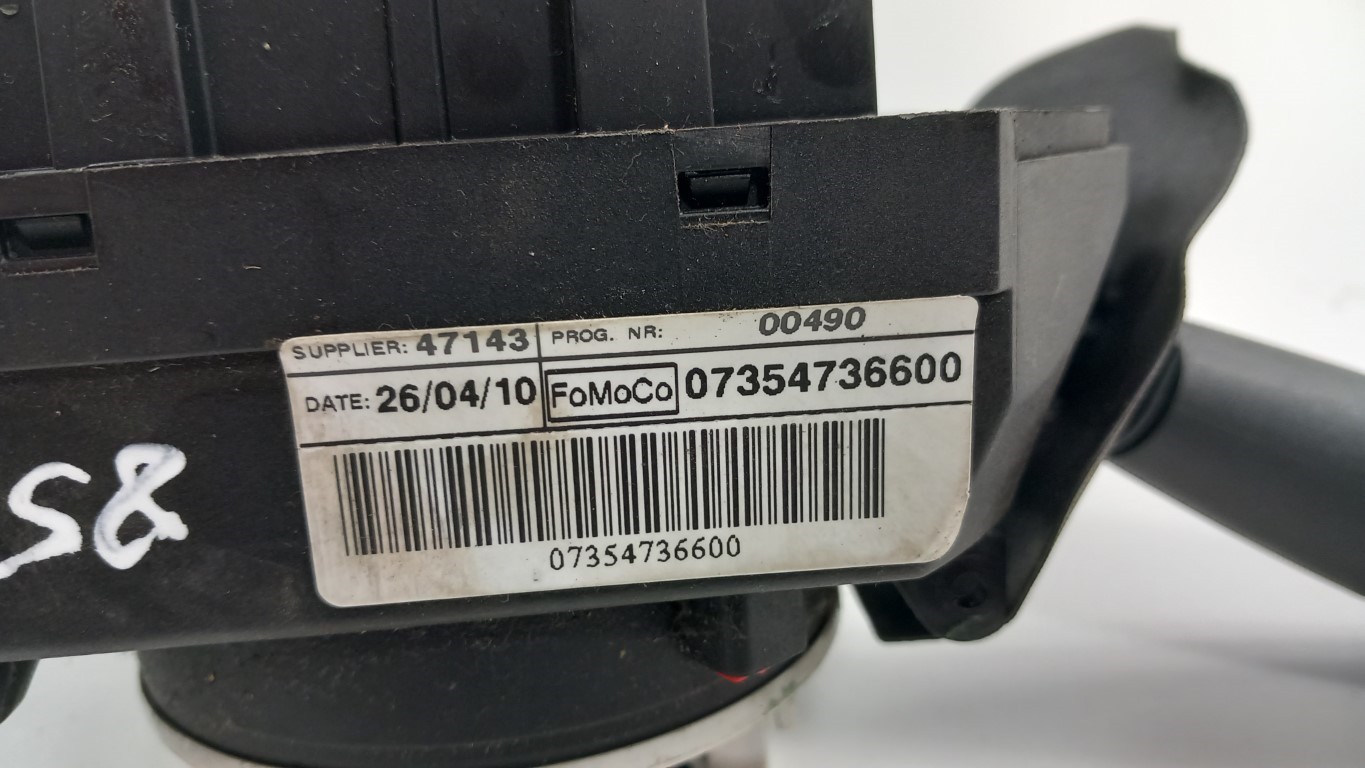 SUPPLIER: 47143 PROG. NR: 00490
DATE: 26/04/10 FoMoCo 07354736600
07354736600
S8